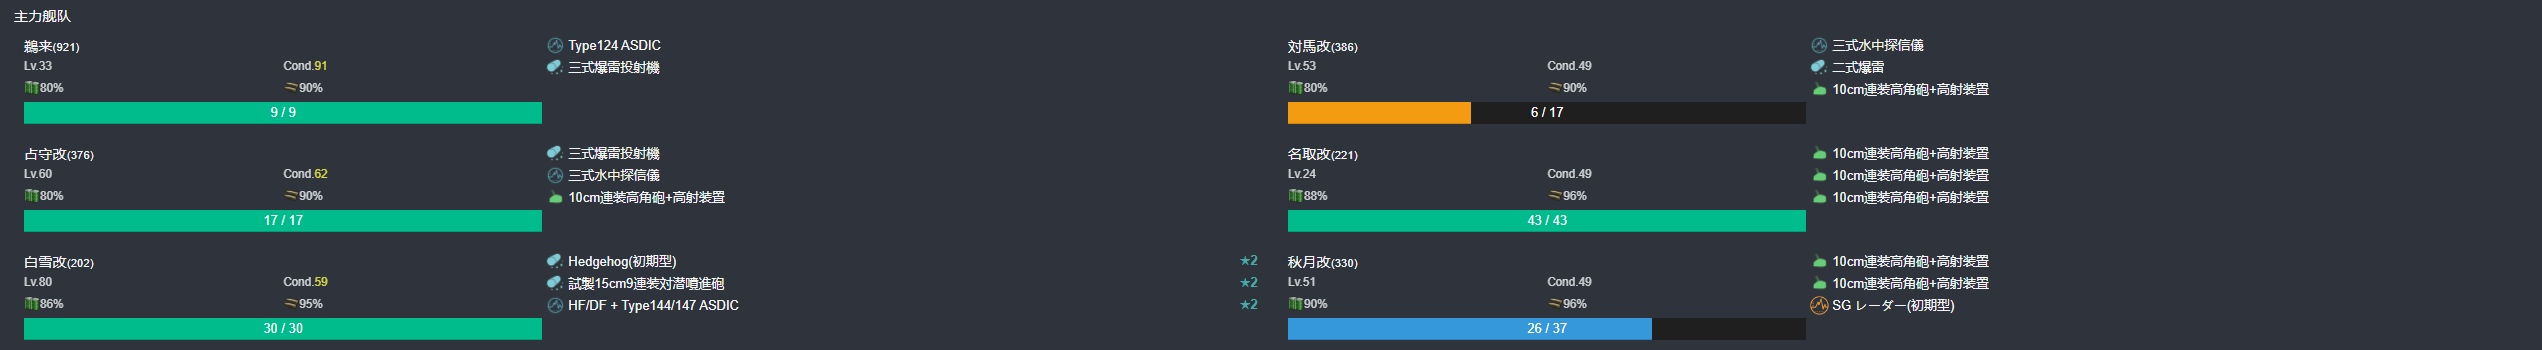 主力舰队
鵜来(921)
Lv.33 Cond.91
80% 90%
9 / 9
Type124 ASDIC
三式爆雷投射機
対馬改(386)
Lv.53 Cond.49
80% 90%
6 / 17
三式水中探信儀
二式爆雷
10cm連装高角砲+高射装置
占守改(376)
Lv.60 Cond.62
80% 90%
17 / 17
三式爆雷投射機
三式水中探信儀
10cm連装高角砲+高射装置
名取改(221)
Lv.24 Cond.49
88% 96%
43 / 43
10cm連装高角砲+高射装置
10cm連装高角砲+高射装置
10cm連装高角砲+高射装置
白雪改(202)
Lv.80 Cond.59
86% 95%
30 / 30
Hedgehog(初期型) ★2
試製15cm9連装対潜噴進砲 ★2
HF/DF + Type144/147 ASDIC ★2
秋月改(330)
Lv.51 Cond.49
90% 96%
26 / 37
10cm連装高角砲+高射装置
10cm連装高角砲+高射装置
SG レーダー(初期型)